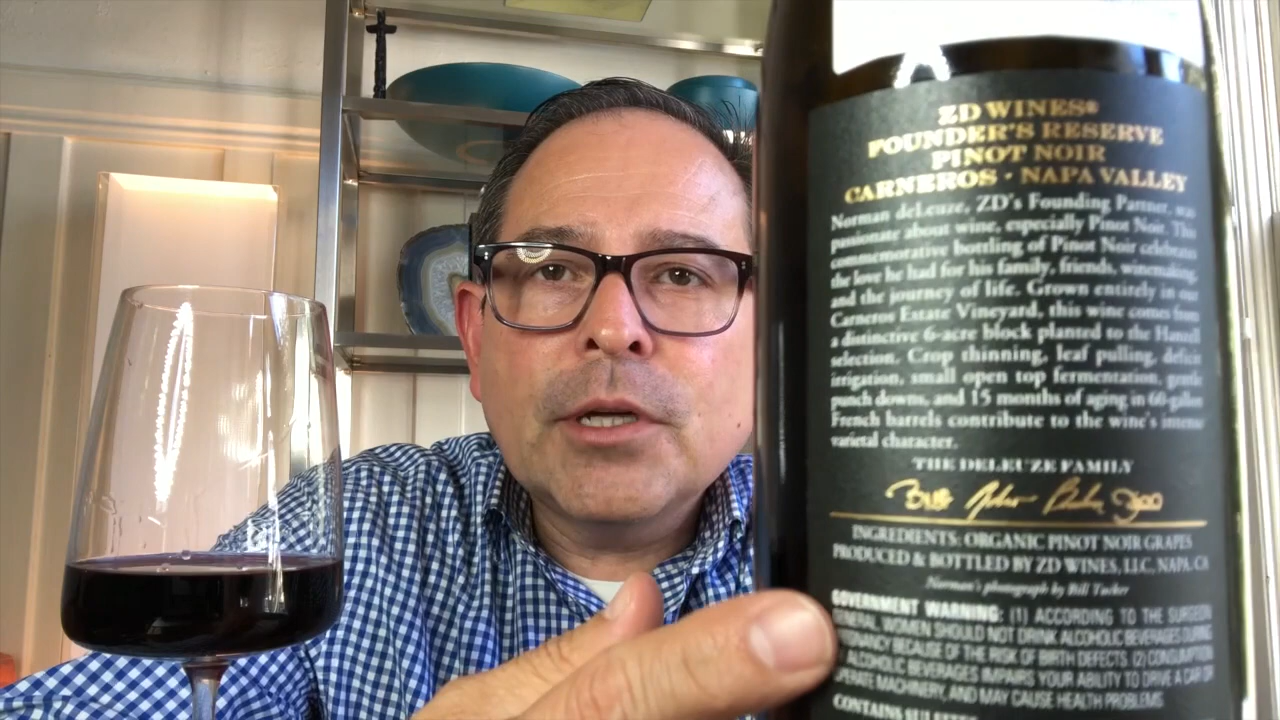 ZD WINES®
FOUNDER'S RESERVE
PINOT NOIR
CARNEROS · NAPA VALLEY
Norman deLeuze, ZD's Founding Partner, was
passionate about wine, especially Pinot Noir. This
commemorative bottling of Pinot Noir celebrates
the love he had for his family, friends, winemaking,
and the journey of life. Grown entirely in our
Carneros Estate Vineyard, this wine comes from
a distinctive 6-acre block planted to the Hanzell
selection. Crop thinning, leaf pulling, deficit
irrigation, small open top fermentation, gentle
punch downs, and 15 months of aging in 60-gallon
French barrels contribute to the wine's intense
varietal character.
THE DELEUZE FAMILY
INGREDIENTS: ORGANIC PINOT NOIR GRAPES
PRODUCED & BOTTLED BY ZD WINES, LLC, NAPA, CA
Norman's photograph by Bill Tucker
GOVERNMENT WARNING: (1) ACCORDING TO THE SURGEON
GENERAL, WOMEN SHOULD NOT DRINK ALCOHOLIC BEVERAGES DURING
PREGNANCY BECAUSE OF THE RISK OF BIRTH DEFECTS. (2) CONSUMPTION
ALCOHOLIC BEVERAGES IMPAIRS YOUR ABILITY TO DRIVE A CAR OR
OPERATE MACHINERY, AND MAY CAUSE HEALTH PROBLEMS.
CONTAINS SULFITES